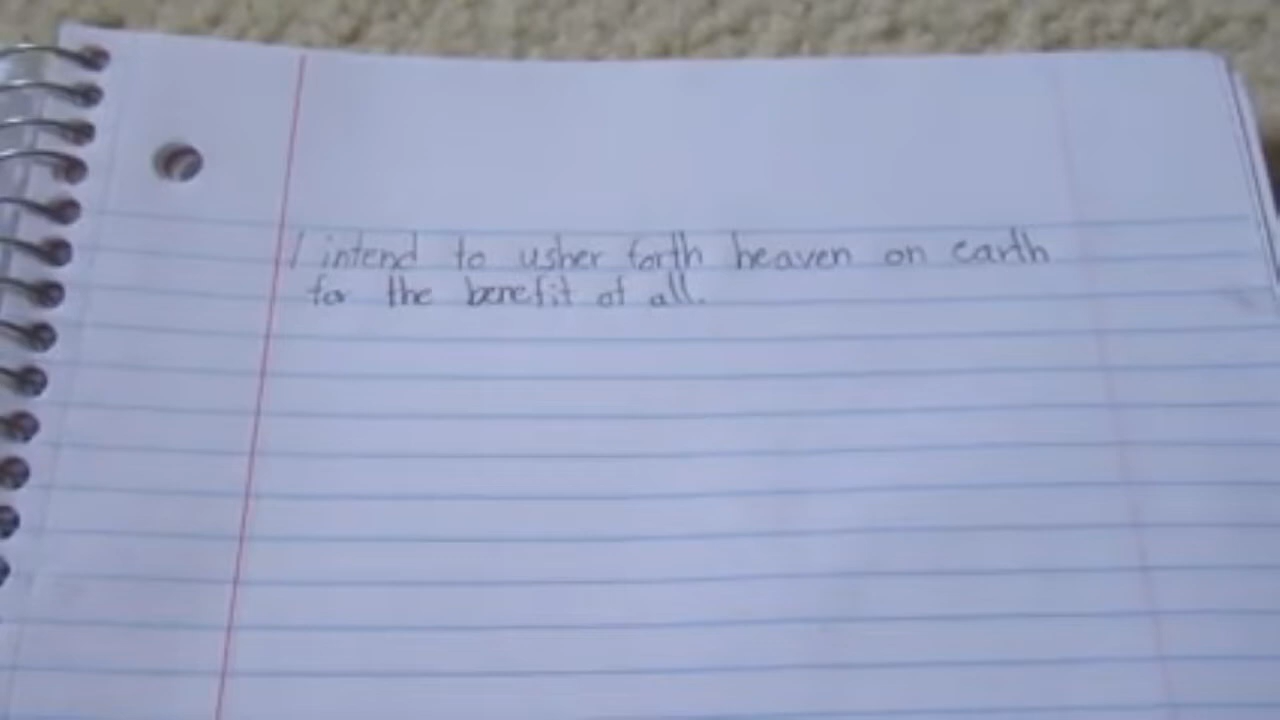 I intend to usher forth heaven on earth
for the benefit of all.